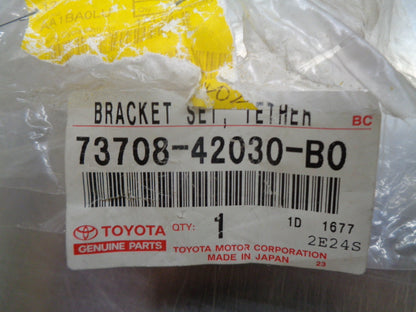 BRACKET SET, TETHER
BC
73708-42030-B0
TOYOTA
GENUINE PARTS
QTY: 1
1D 1677
2E24S
TOYOTA MOTOR CORPORATION
MADE IN JAPAN 23